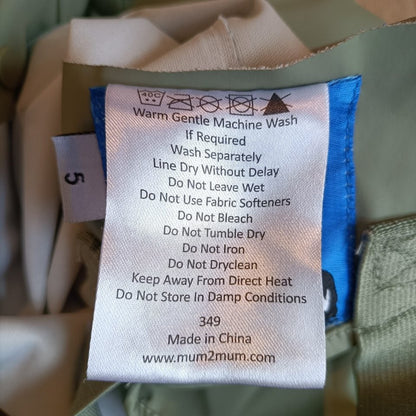 40C
Warm Gentle Machine Wash
If Required
Wash Separately
Line Dry Without Delay
Do Not Leave Wet
Do Not Use Fabric Softeners
Do Not Bleach
Do Not Tumble Dry
Do Not Iron
Do Not Dryclean
Keep Away From Direct Heat
Do Not Store In Damp Conditions
349
Made in China
www.mum2mum.com
5